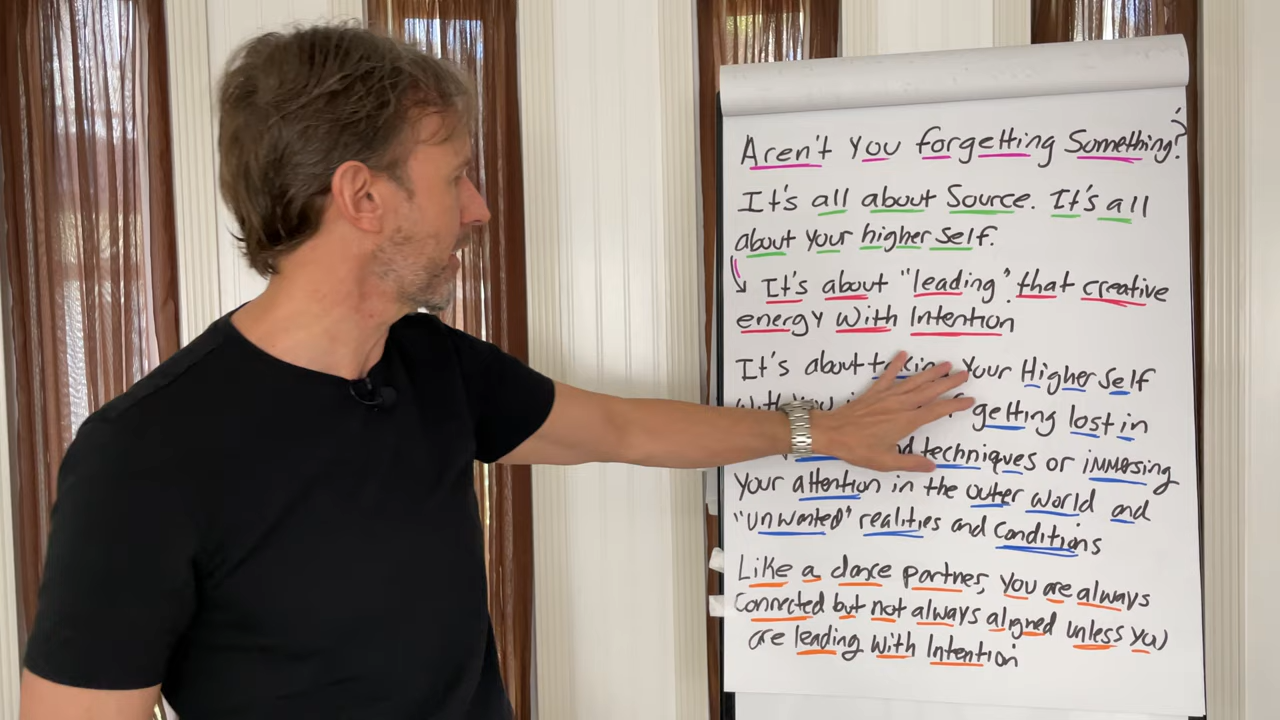 Aren't You forgetting Something?
It's all about Source. It's all
about your higher self.
It's about "leading" that creative
energy with Intention
It's about taking your Higher Self
with you getting lost in
techniques or immersing
your attention in the outer world and
"unwanted" realities and conditions
Like a dance partner, you are always
connected but not always aligned unless you
are leading with Intention